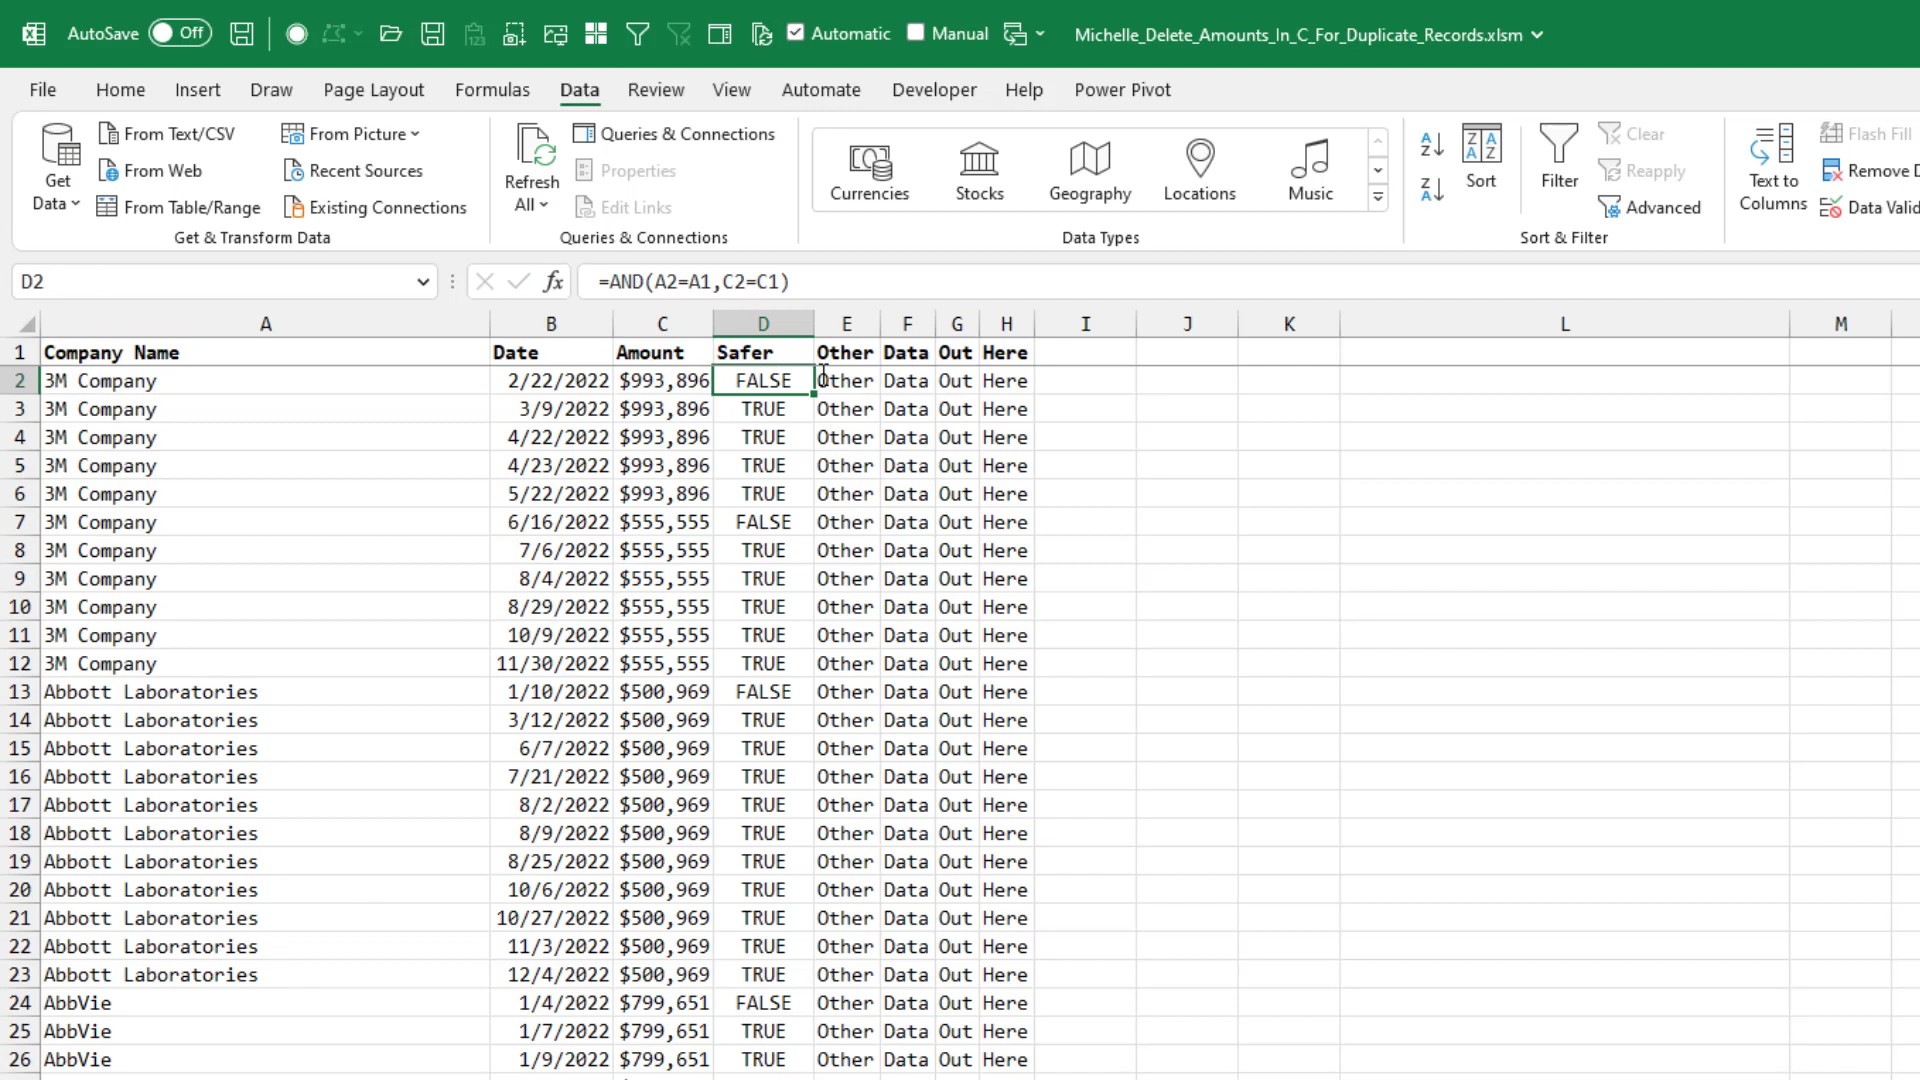 AutoSave Off Automatic Manual Michelle_Delete_Amounts_In_C_For_Duplicate_Records.xlsm
File Home Insert Draw Page Layout Formulas Data Review View Automate Developer Help Power Pivot
Get Data
From Text/CSV
From Web
From Table/Range
From Picture
Recent Sources
Existing Connections
Get & Transform Data
Refresh All
Queries & Connections
Properties
Edit Links
Queries & Connections
Currencies Stocks Geography Locations Music
Data Types
Sort
Filter
Clear
Reapply
Advanced
Sort & Filter
Text to Columns
Flash Fill
Remove D
Data Valid
D2 fx =AND(A2=A1,C2=C1)
A B C D E F G H I J K L M
1 Company Name Date Amount Safer Other Data Out Here
2 3M Company 2/22/2022 $993,896 FALSE Other Data Out Here
3 3M Company 3/9/2022 $993,896 TRUE Other Data Out Here
4 3M Company 4/22/2022 $993,896 TRUE Other Data Out Here
5 3M Company 4/23/2022 $993,896 TRUE Other Data Out Here
6 3M Company 5/22/2022 $993,896 TRUE Other Data Out Here
7 3M Company 6/16/2022 $555,555 FALSE Other Data Out Here
8 3M Company 7/6/2022 $555,555 TRUE Other Data Out Here
9 3M Company 8/4/2022 $555,555 TRUE Other Data Out Here
10 3M Company 8/29/2022 $555,555 TRUE Other Data Out Here
11 3M Company 10/9/2022 $555,555 TRUE Other Data Out Here
12 3M Company 11/30/2022 $555,555 TRUE Other Data Out Here
13 Abbott Laboratories 1/10/2022 $500,969 FALSE Other Data Out Here
14 Abbott Laboratories 3/12/2022 $500,969 TRUE Other Data Out Here
15 Abbott Laboratories 6/7/2022 $500,969 TRUE Other Data Out Here
16 Abbott Laboratories 7/21/2022 $500,969 TRUE Other Data Out Here
17 Abbott Laboratories 8/2/2022 $500,969 TRUE Other Data Out Here
18 Abbott Laboratories 8/9/2022 $500,969 TRUE Other Data Out Here
19 Abbott Laboratories 8/25/2022 $500,969 TRUE Other Data Out Here
20 Abbott Laboratories 10/6/2022 $500,969 TRUE Other Data Out Here
21 Abbott Laboratories 10/27/2022 $500,969 TRUE Other Data Out Here
22 Abbott Laboratories 11/3/2022 $500,969 TRUE Other Data Out Here
23 Abbott Laboratories 12/4/2022 $500,969 TRUE Other Data Out Here
24 AbbVie 1/4/2022 $799,651 FALSE Other Data Out Here
25 AbbVie 1/7/2022 $799,651 TRUE Other Data Out Here
26 AbbVie 1/9/2022 $799,651 TRUE Other Data Out Here